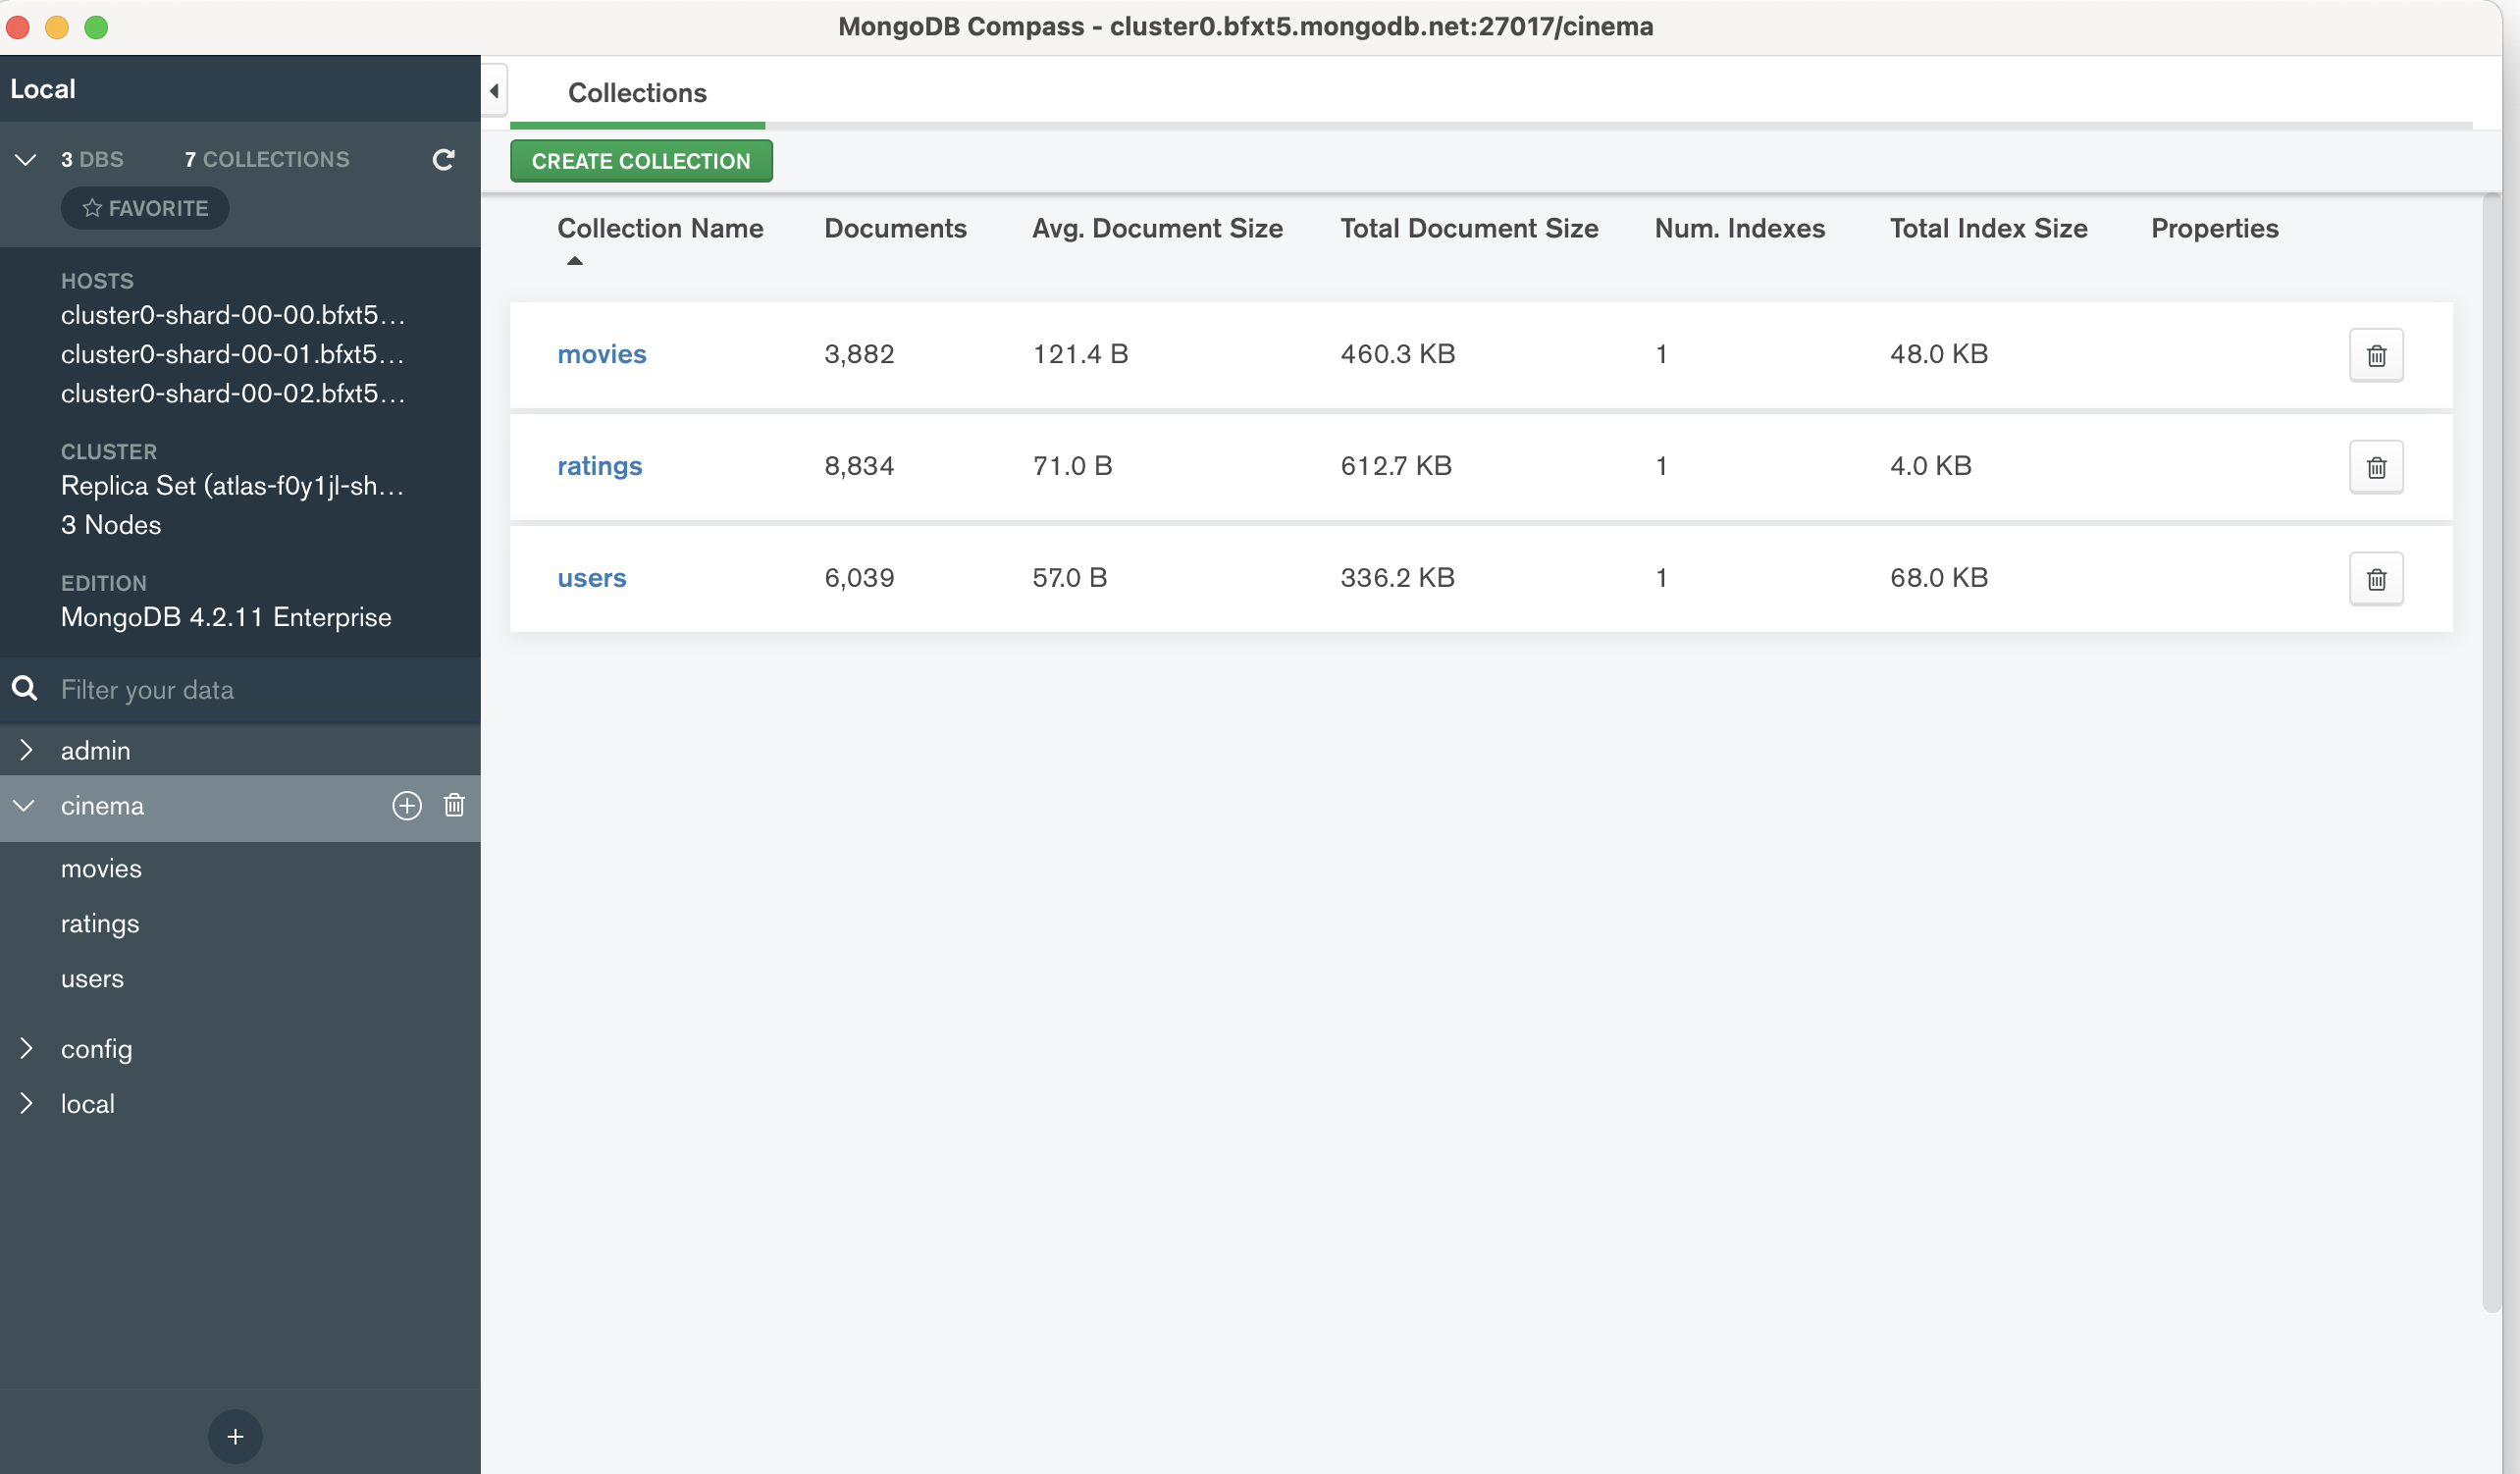 MongoDB Compass - cluster0.bfxt5.mongodb.net:27017/cinema
Local
3 DBS 7 COLLECTIONS
FAVORITE
HOSTS
cluster0-shard-00-00.bfxt5...
cluster0-shard-00-01.bfxt5...
cluster0-shard-00-02.bfxt5...
CLUSTER
Replica Set (atlas-f0y1jl-sh...
3 Nodes
EDITION
MongoDB 4.2.11 Enterprise
Filter your data
admin
cinema
movies
ratings
users
config
local
Collections
CREATE COLLECTION
Collection Name Documents Avg. Document Size Total Document Size Num. Indexes Total Index Size Properties
movies 3,882 121.4 B 460.3 KB 1 48.0 KB
ratings 8,834 71.0 B 612.7 KB 1 4.0 KB
users 6,039 57.0 B 336.2 KB 1 68.0 KB